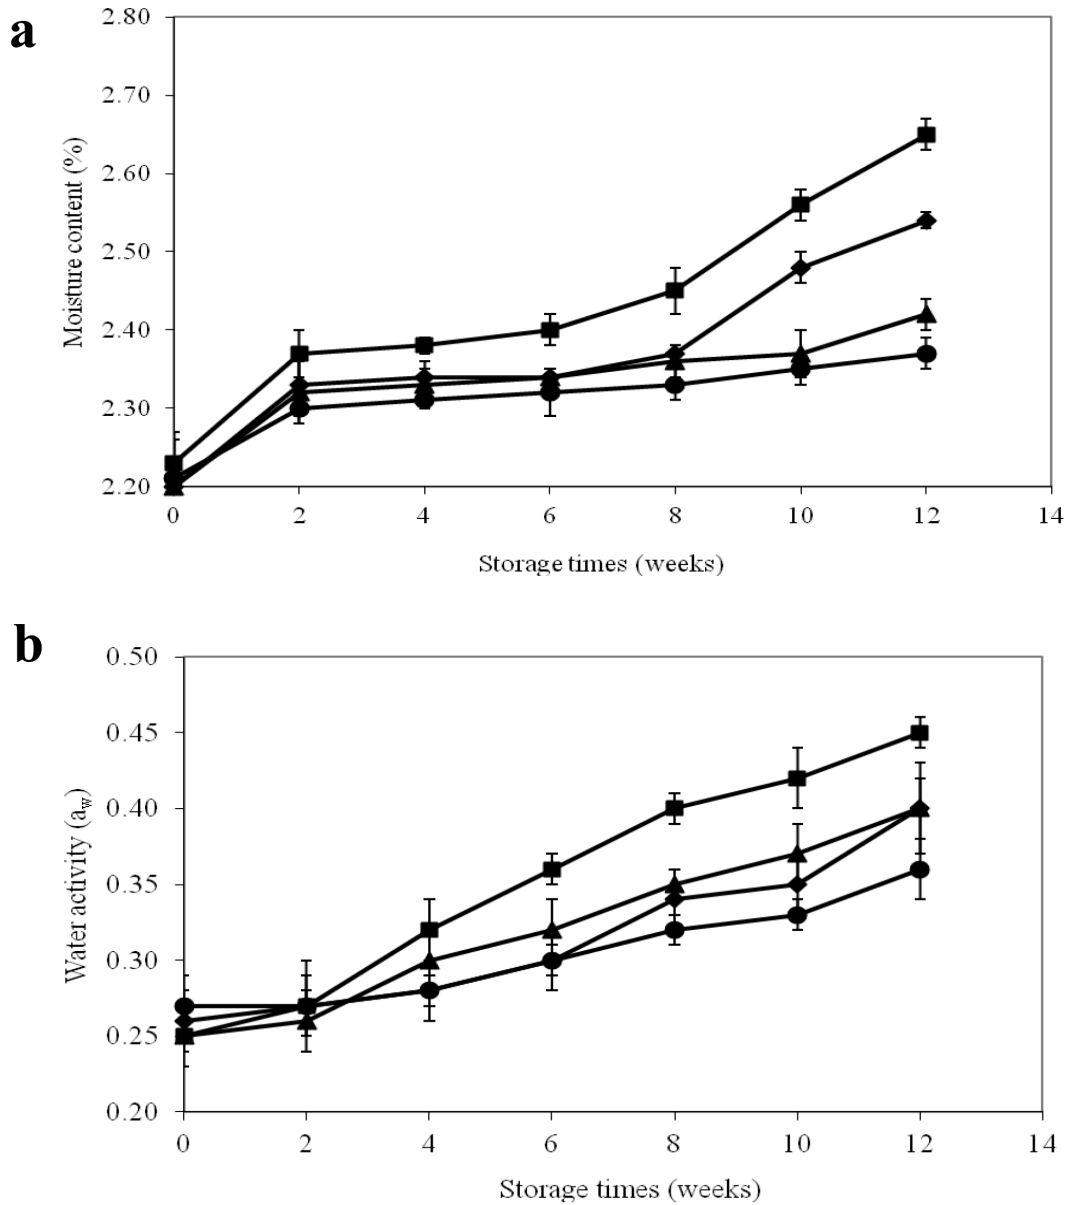 a
2.80
2.70
2.60
2.50
2.40
2.30
2.20
Moisture content (%)
0 2 4 6 8 10 12 14
Storage times (weeks)
b
0.50
0.45
0.40
0.35
0.30
0.25
0.20
Water activity (aw)
0 2 4 6 8 10 12 14
Storage times (weeks)